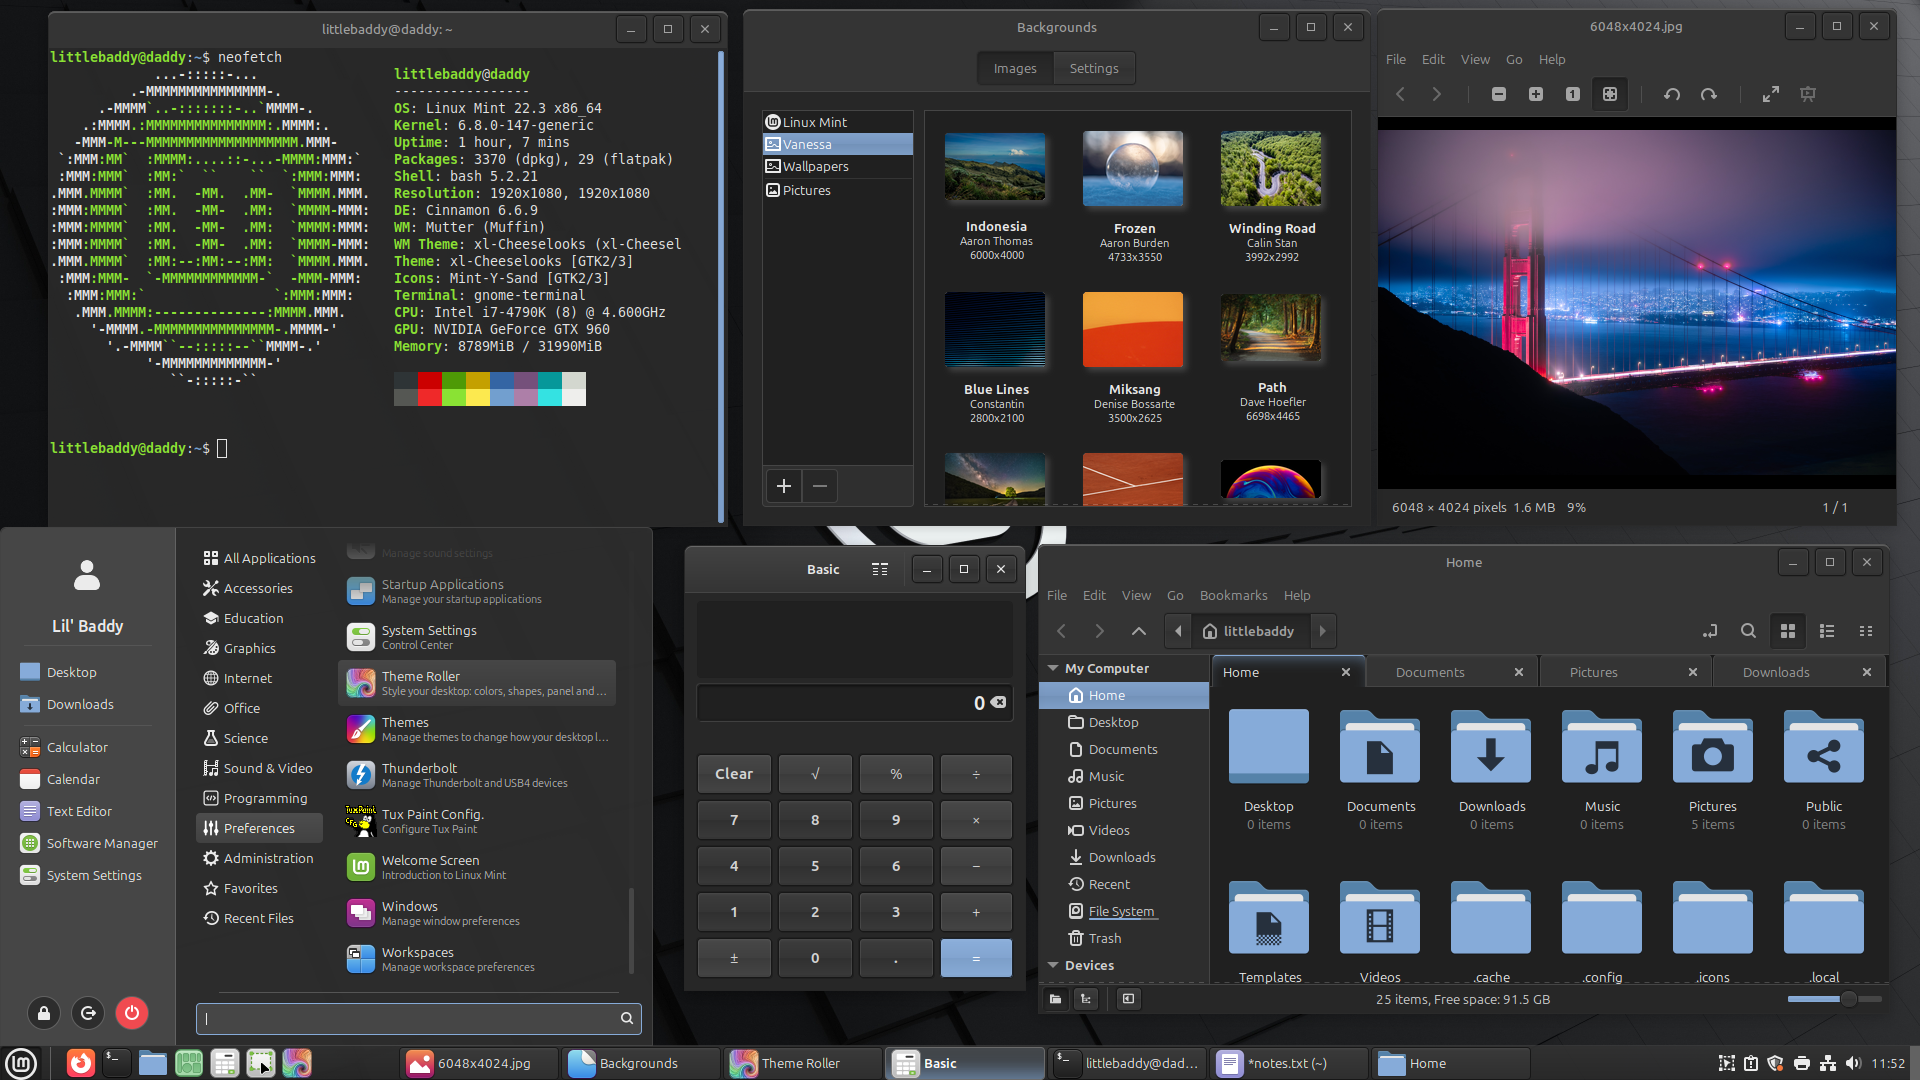 littlebaddy@daddy: ~
littlebaddy@daddy:~$ neofetch
littlebaddy@daddy
-----------------
OS: Linux Mint 22.3 x86_64
Kernel: 6.8.0-147-generic
Uptime: 1 hour, 7 mins
Packages: 3370 (dpkg), 29 (flatpak)
Shell: bash 5.2.21
Resolution: 1920x1080, 1920x1080
DE: Cinnamon 6.6.9
WM: Mutter (Muffin)
WM Theme: xl-Cheeselooks (xl-Cheesel
Theme: xl-Cheeselooks [GTK2/3]
Icons: Mint-Y-Sand [GTK2/3]
Terminal: gnome-terminal
CPU: Intel i7-4790K (8) @ 4.600GHz
GPU: NVIDIA GeForce GTX 960
Memory: 8789MiB / 31990MiB
littlebaddy@daddy:~$
Backgrounds
Images Settings
Linux Mint
Vanessa
Wallpapers
Pictures
Indonesia
Aaron Thomas
6000x4000
Frozen
Aaron Burden
4733x3550
Winding Road
Calin Stan
3992x2992
Blue Lines
Constantin
2800x2100
Miksang
Denise Bossarte
3500x2625
Path
Dave Hoefler
6698x4465
6048x4024.jpg
File Edit View Go Help
6048 × 4024 pixels 1.6 MB 9%
1 / 1
Lil' Baddy
Desktop
Downloads
Calculator
Calendar
Text Editor
Software Manager
System Settings
All Applications
Accessories
Education
Graphics
Internet
Office
Science
Sound & Video
Programming
Preferences
Administration
Favorites
Recent Files
Manage sound settings
Startup Applications
Manage your startup applications
System Settings
Control Center
Theme Roller
Style your desktop: colors, shapes, panel and ...
Themes
Manage themes to change how your desktop l...
Thunderbolt
Manage Thunderbolt and USB4 devices
Tux Paint Config.
Configure Tux Paint
Welcome Screen
Introduction to Linux Mint
Windows
Manage window preferences
Workspaces
Manage workspace preferences
Basic
0
Clear √ % ÷
7 8 9 ×
4 5 6 −
1 2 3 +
± 0 . =
Home
File Edit View Go Bookmarks Help
littlebaddy
My Computer
Home
Desktop
Documents
Music
Pictures
Videos
Downloads
Recent
File System
Trash
Devices
Home Documents Pictures Downloads
Desktop
0 items
Documents
0 items
Downloads
0 items
Music
0 items
Pictures
5 items
Public
0 items
Templates Videos .cache .config .icons .local
25 items, Free space: 91.5 GB
6048x4024.jpg Backgrounds Theme Roller Basic littlebaddy@dad... *notes.txt (~) Home 11:52